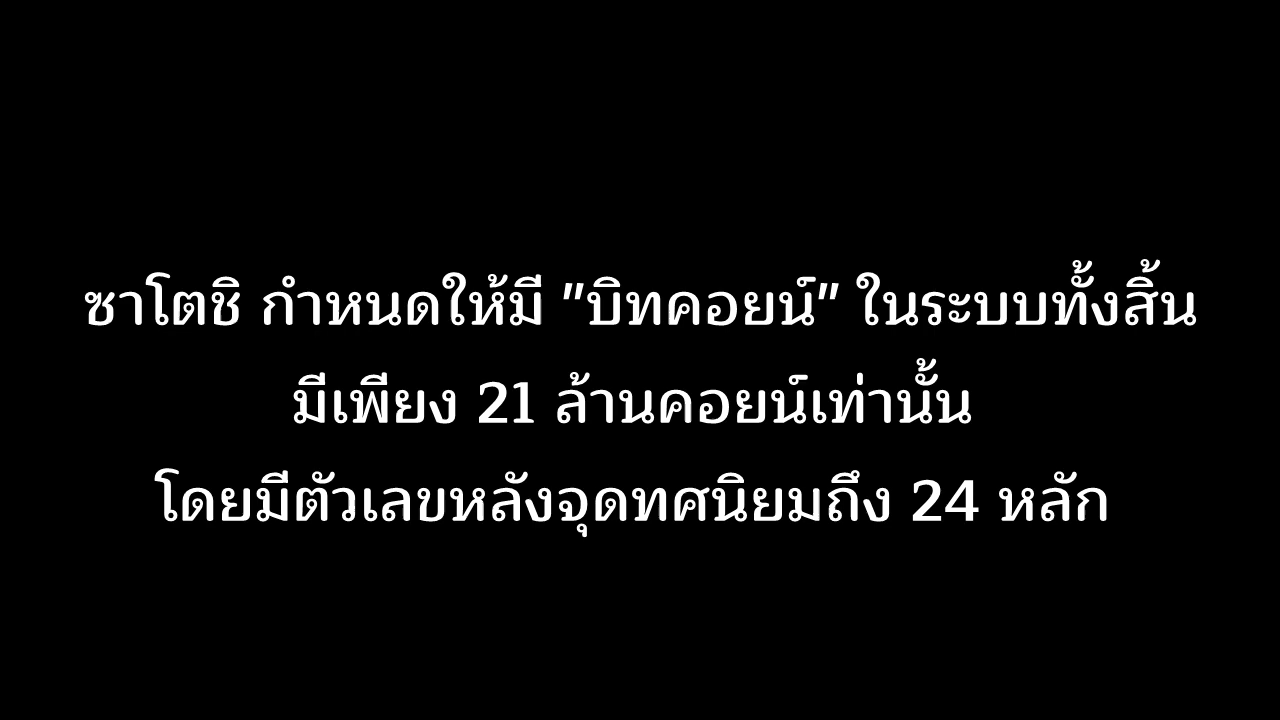 ซาโตชิ กำหนดให้มี "บิทคอยน์" ในระบบทั้งสิ้น
มีเพียง 21 ล้านคอยน์เท่านั้น
โดยมีตัวเลขหลังจุดทศนิยมถึง 24 หลัก